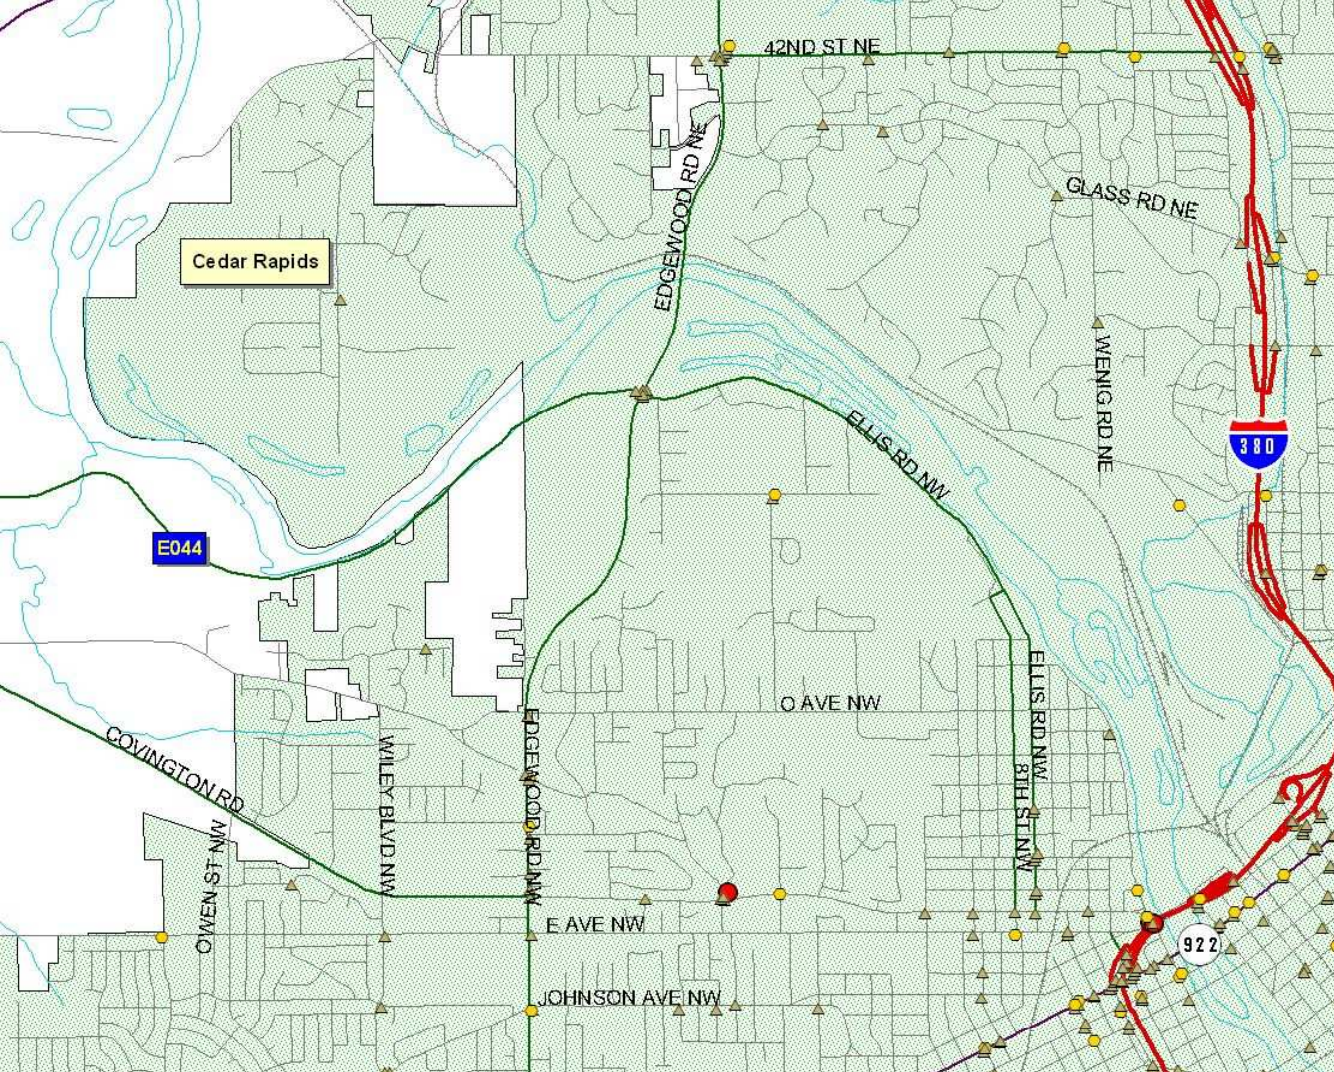 42ND ST NE
EDGEWOOD RD NE
GLASS RD NE
Cedar Rapids
WENIG RD NE
380
ELLIS RD NW
E044
O AVE NW
ELLIS RD NW
COVINGTON RD
WILEY BLVD NW
EDGEWOOD RD NW
8TH ST NW
OWEN ST NW
E AVE NW
922
JOHNSON AVE NW